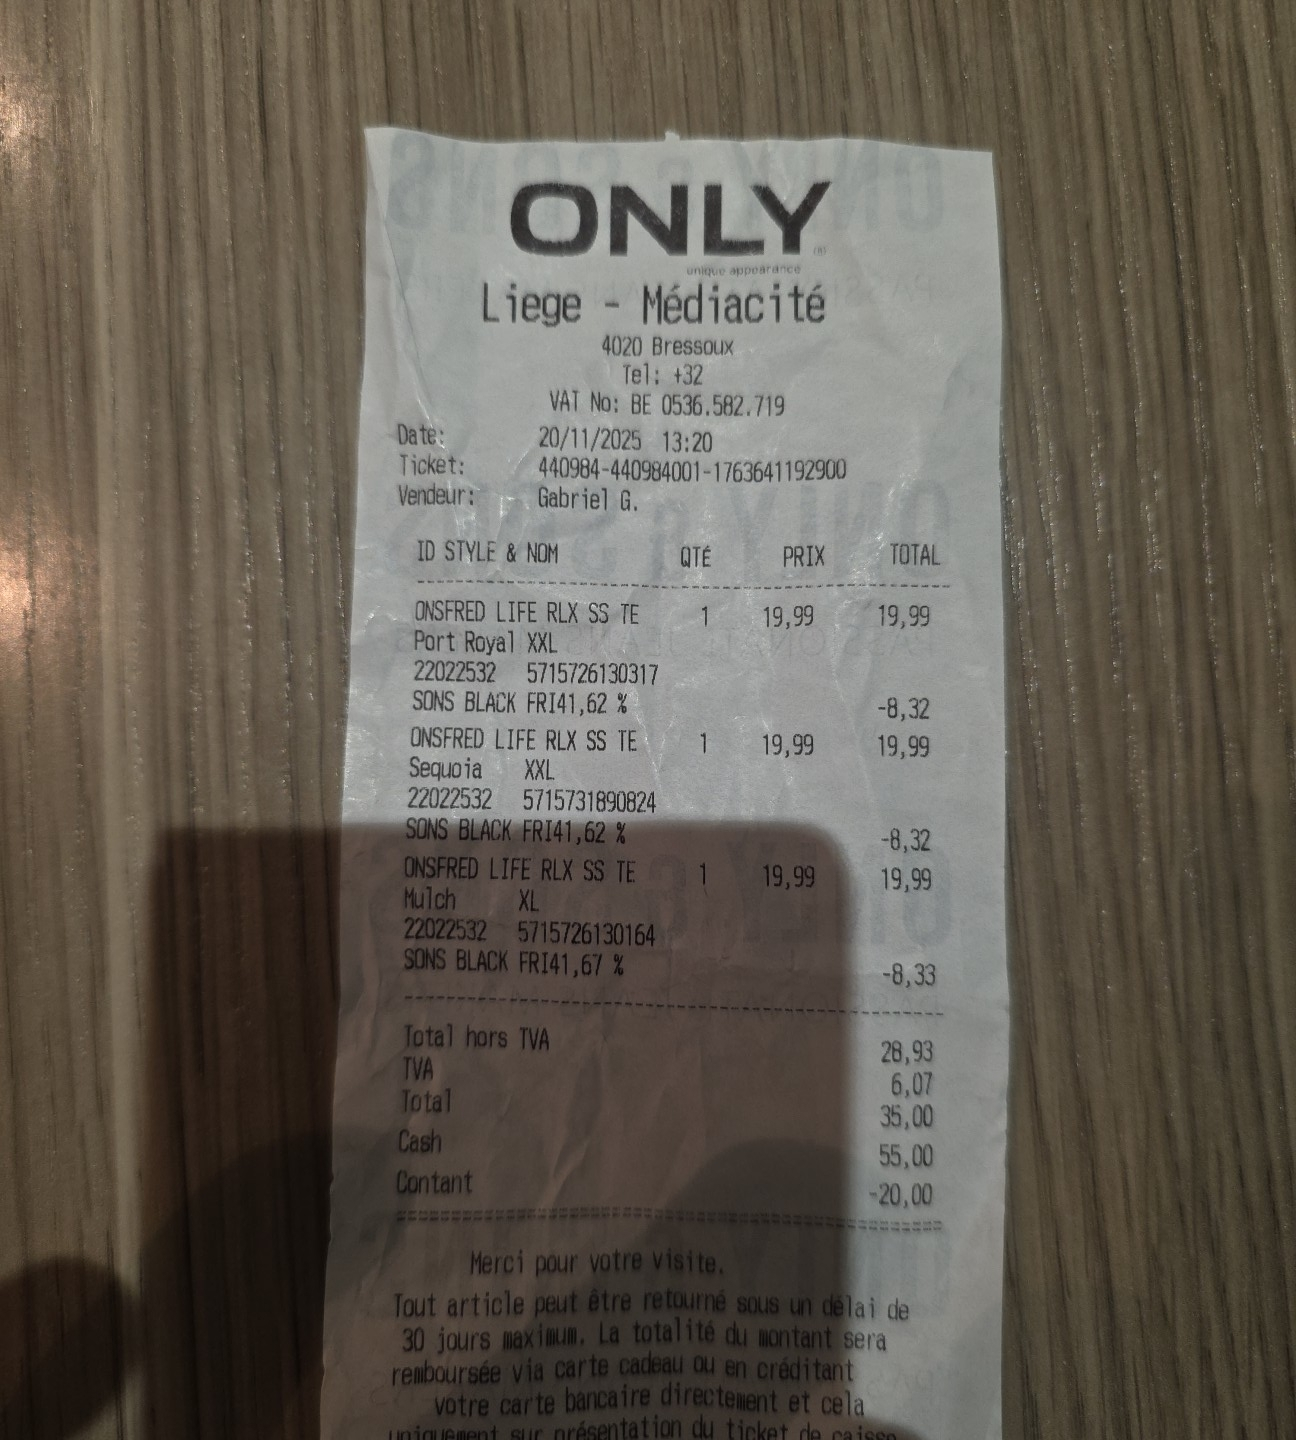 ONLY
unique appearance
Liege - Médiacité
4020 Bressoux
Tel: +32
VAT No: BE 0536.582.719
Date: 20/11/2025 13:20
Ticket: 440984-440984001-1763641192900
Vendeur: Gabriel G.
ID STYLE & NOM QTÉ PRIX TOTAL
ONSFRED LIFE RLX SS TE 1 19,99 19,99
Port Royal XXL
22022532 5715726130317
SONS BLACK FRI41,62 % -8,32
ONSFRED LIFE RLX SS TE 1 19,99 19,99
Sequoia XXL
22022532 5715731890824
SONS BLACK FRI41,62 % -8,32
ONSFRED LIFE RLX SS TE 1 19,99 19,99
Mulch XL
22022532 5715726130164
SONS BLACK FRI41,67 % -8,33
Total hors TVA 28,93
TVA 6,07
Total 35,00
Cash 55,00
Contant -20,00
Merci pour votre visite.
Tout article peut être retourné sous un délai de
30 jours maximum. La totalité du montant sera
remboursée via carte cadeau ou en créditant
votre carte bancaire directement et cela
uniquement sur présentation du ticket de caisse